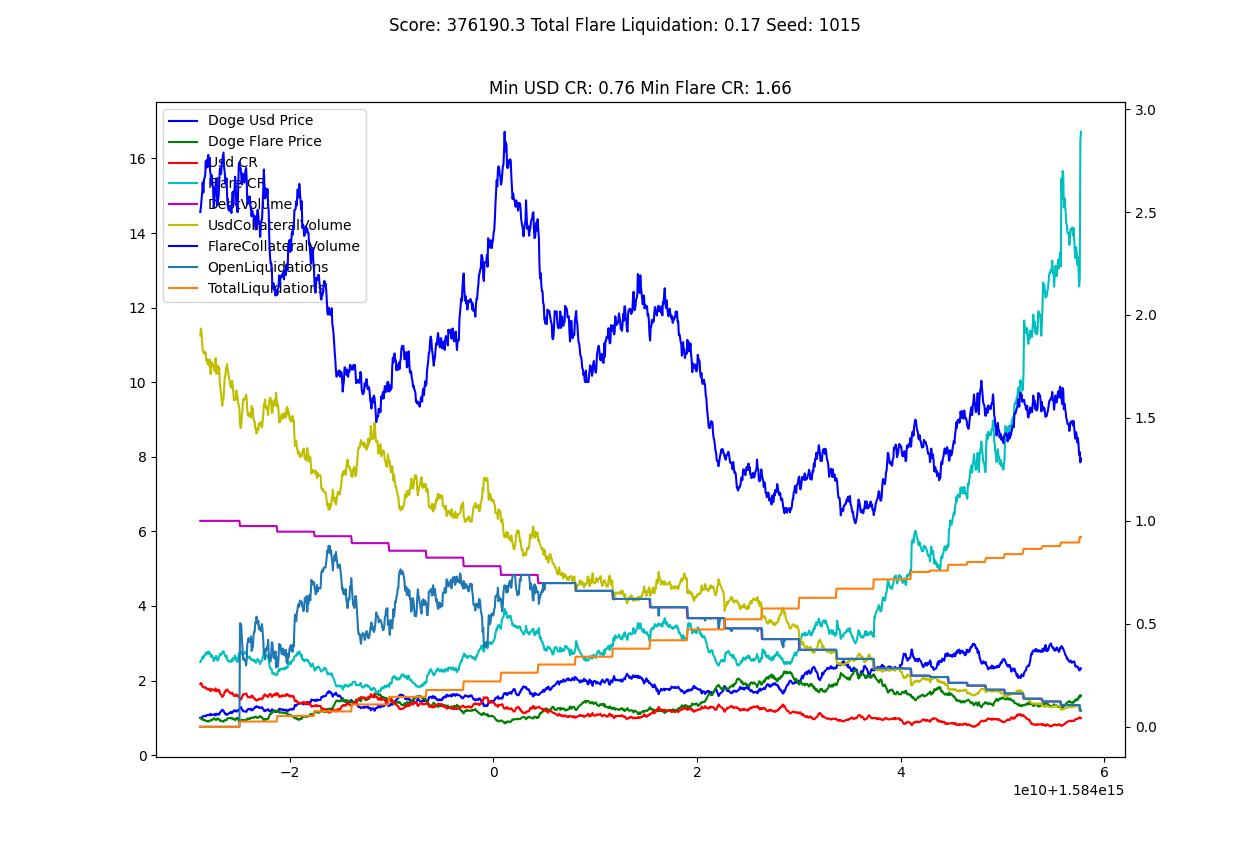 Score: 376190.3 Total Flare Liquidation: 0.17 Seed: 1015
Min USD CR: 0.76 Min Flare CR: 1.66
Doge Usd Price
Doge Flare Price
Usd CR
Flare CR
DebtVolume
UsdCollateralVolume
FlareCollateralVolume
OpenLiquidations
TotalLiquidations
16
14
12
10
8
6
4
2
0
3.0
2.5
2.0
1.5
1.0
0.5
0.0
−2
0
2
4
6
1e10+1.584e15